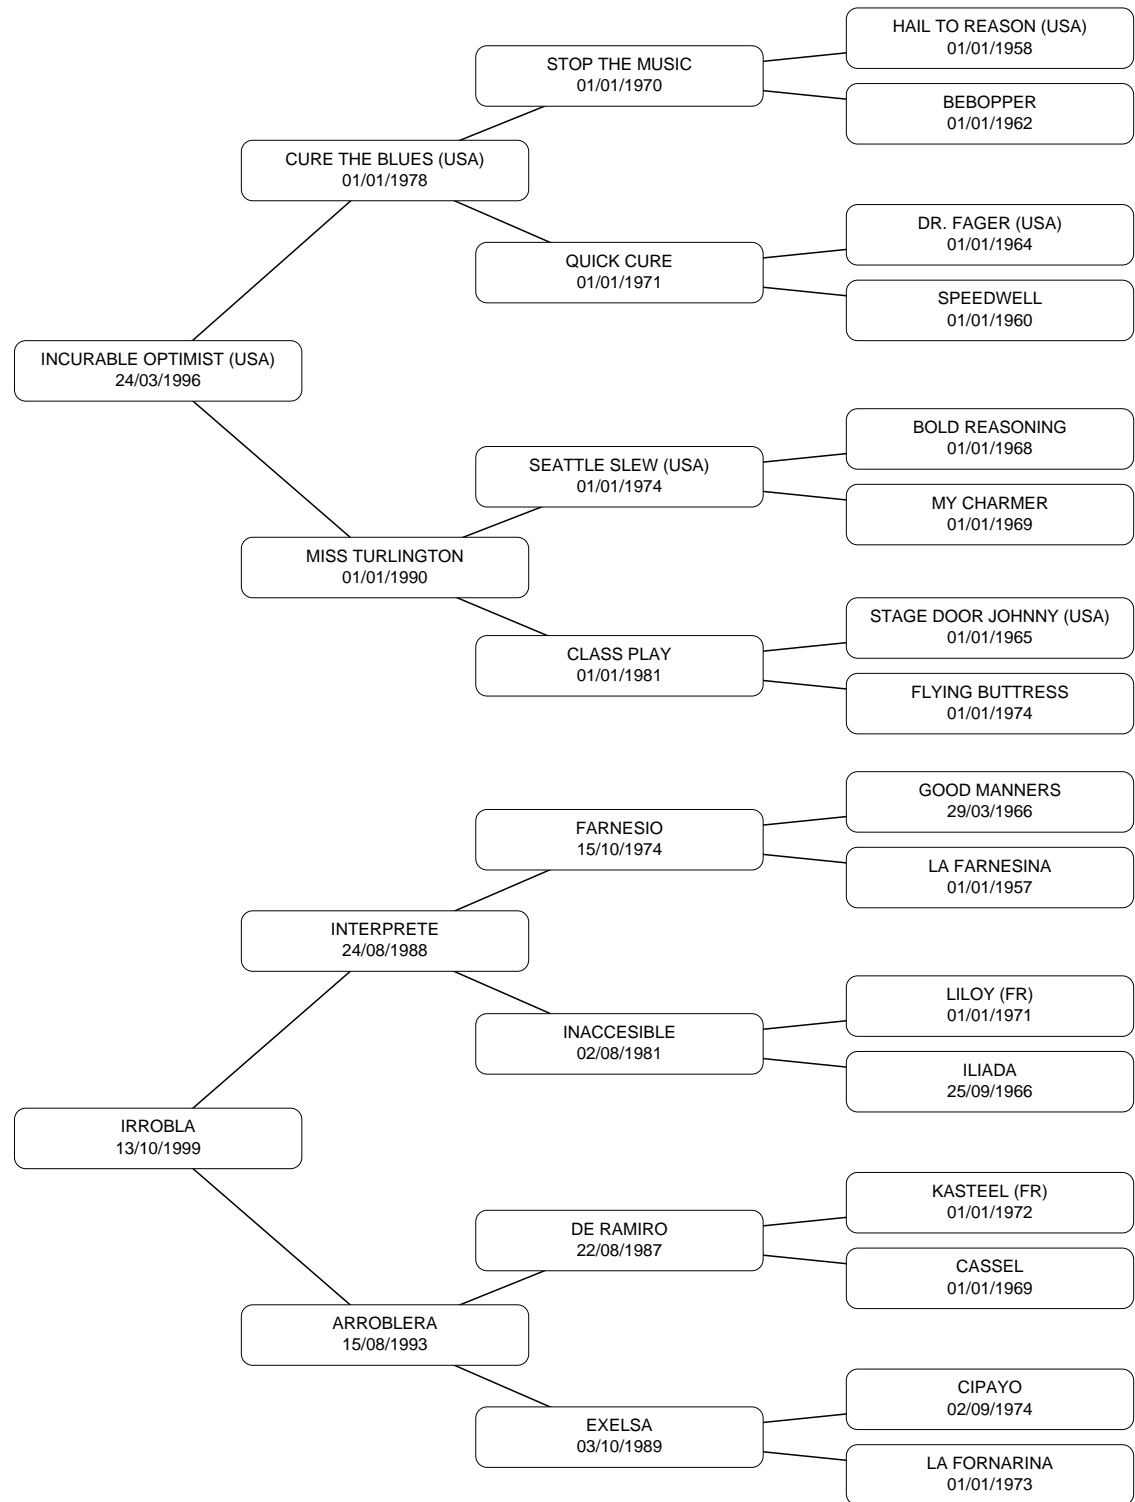 HAIL TO REASON (USA)
01/01/1958
STOP THE MUSIC
01/01/1970
BEBOPPER
01/01/1962
CURE THE BLUES (USA)
01/01/1978
DR. FAGER (USA)
01/01/1964
QUICK CURE
01/01/1971
SPEEDWELL
01/01/1960
INCURABLE OPTIMIST (USA)
24/03/1996
BOLD REASONING
01/01/1968
SEATTLE SLEW (USA)
01/01/1974
MY CHARMER
01/01/1969
MISS TURLINGTON
01/01/1990
STAGE DOOR JOHNNY (USA)
01/01/1965
CLASS PLAY
01/01/1981
FLYING BUTTRESS
01/01/1974
GOOD MANNERS
29/03/1966
FARNESIO
15/10/1974
LA FARNESINA
01/01/1957
INTERPRETE
24/08/1988
LILOY (FR)
01/01/1971
INACCESIBLE
02/08/1981
ILIADA
25/09/1966
IRROBLA
13/10/1999
KASTEEL (FR)
01/01/1972
DE RAMIRO
22/08/1987
CASSEL
01/01/1969
ARROBLERA
15/08/1993
CIPAYO
02/09/1974
EXELSA
03/10/1989
LA FORNARINA
01/01/1973